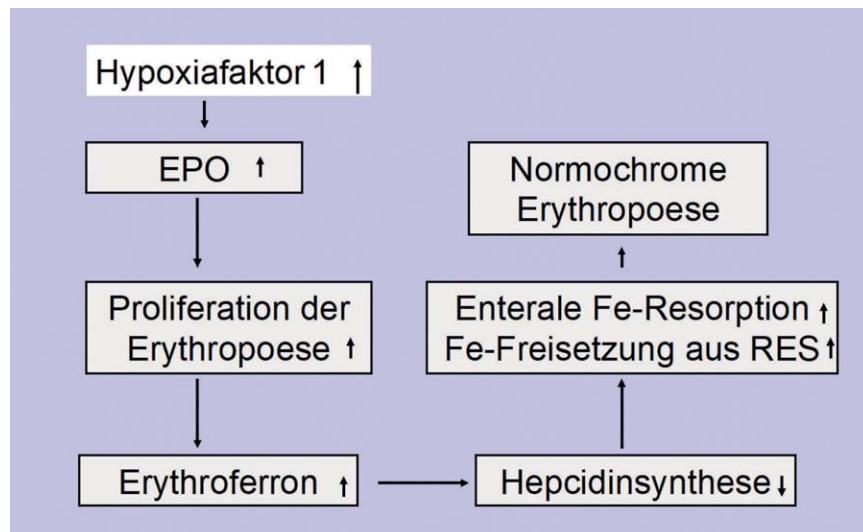 Hypoxiafaktor 1 ↑
EPO ↑
Proliferation der
Erythropoese ↑
Erythroferron ↑
Hepcidinsynthese ↓
Enterale Fe-Resorption ↑
Fe-Freisetzung aus RES ↑
Normochrome
Erythropoese